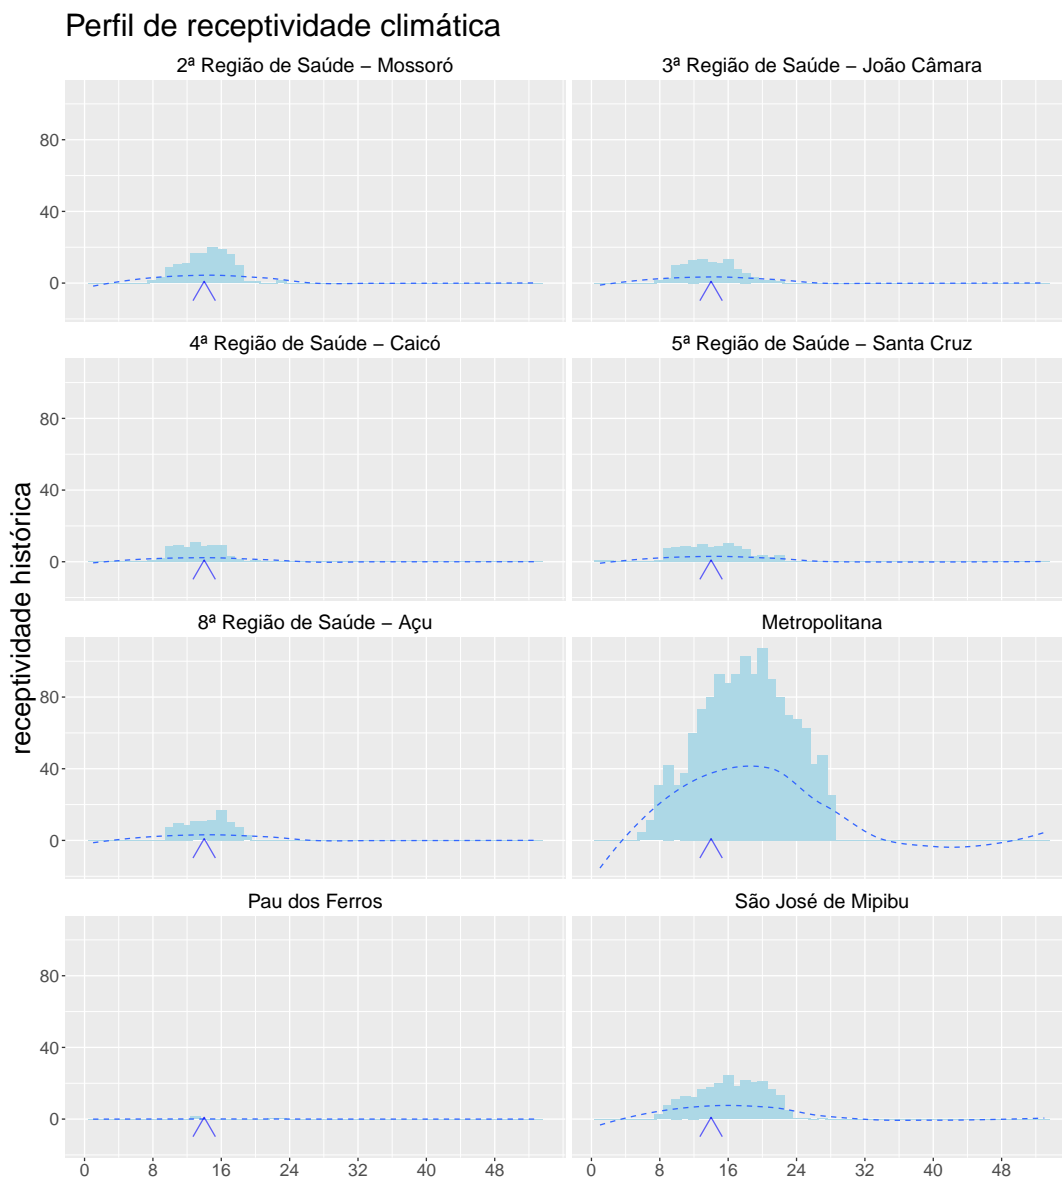 Perfil de receptividade climática
2ª Região de Saúde – Mossoró
3ª Região de Saúde – João Câmara
80
40
0
4ª Região de Saúde – Caicó
5ª Região de Saúde – Santa Cruz
80
40
0
receptividade histórica
8ª Região de Saúde – Açu
Metropolitana
80
40
0
Pau dos Ferros
São José de Mipibu
80
40
0
0 8 16 24 32 40 48
0 8 16 24 32 40 48